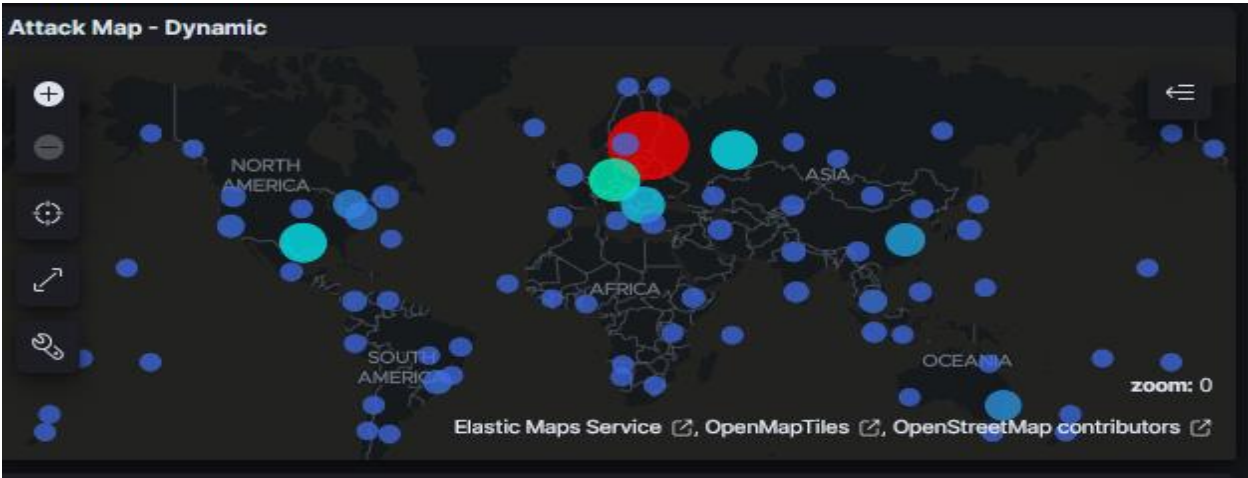 Attack Map - Dynamic
NORTH
AMERICA
ASIA
AFRICA
SOUTH
AMERICA
OCEANIA
zoom: 0
Elastic Maps Service , OpenMapTiles , OpenStreetMap contributors